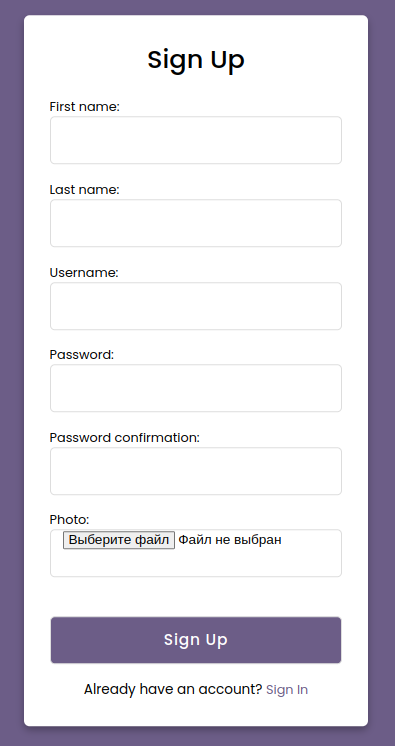 Sign Up
First name:
Last name:
Username:
Password:
Password confirmation:
Photo:
Выберите файл Файл не выбран
Sign Up
Already have an account? Sign In